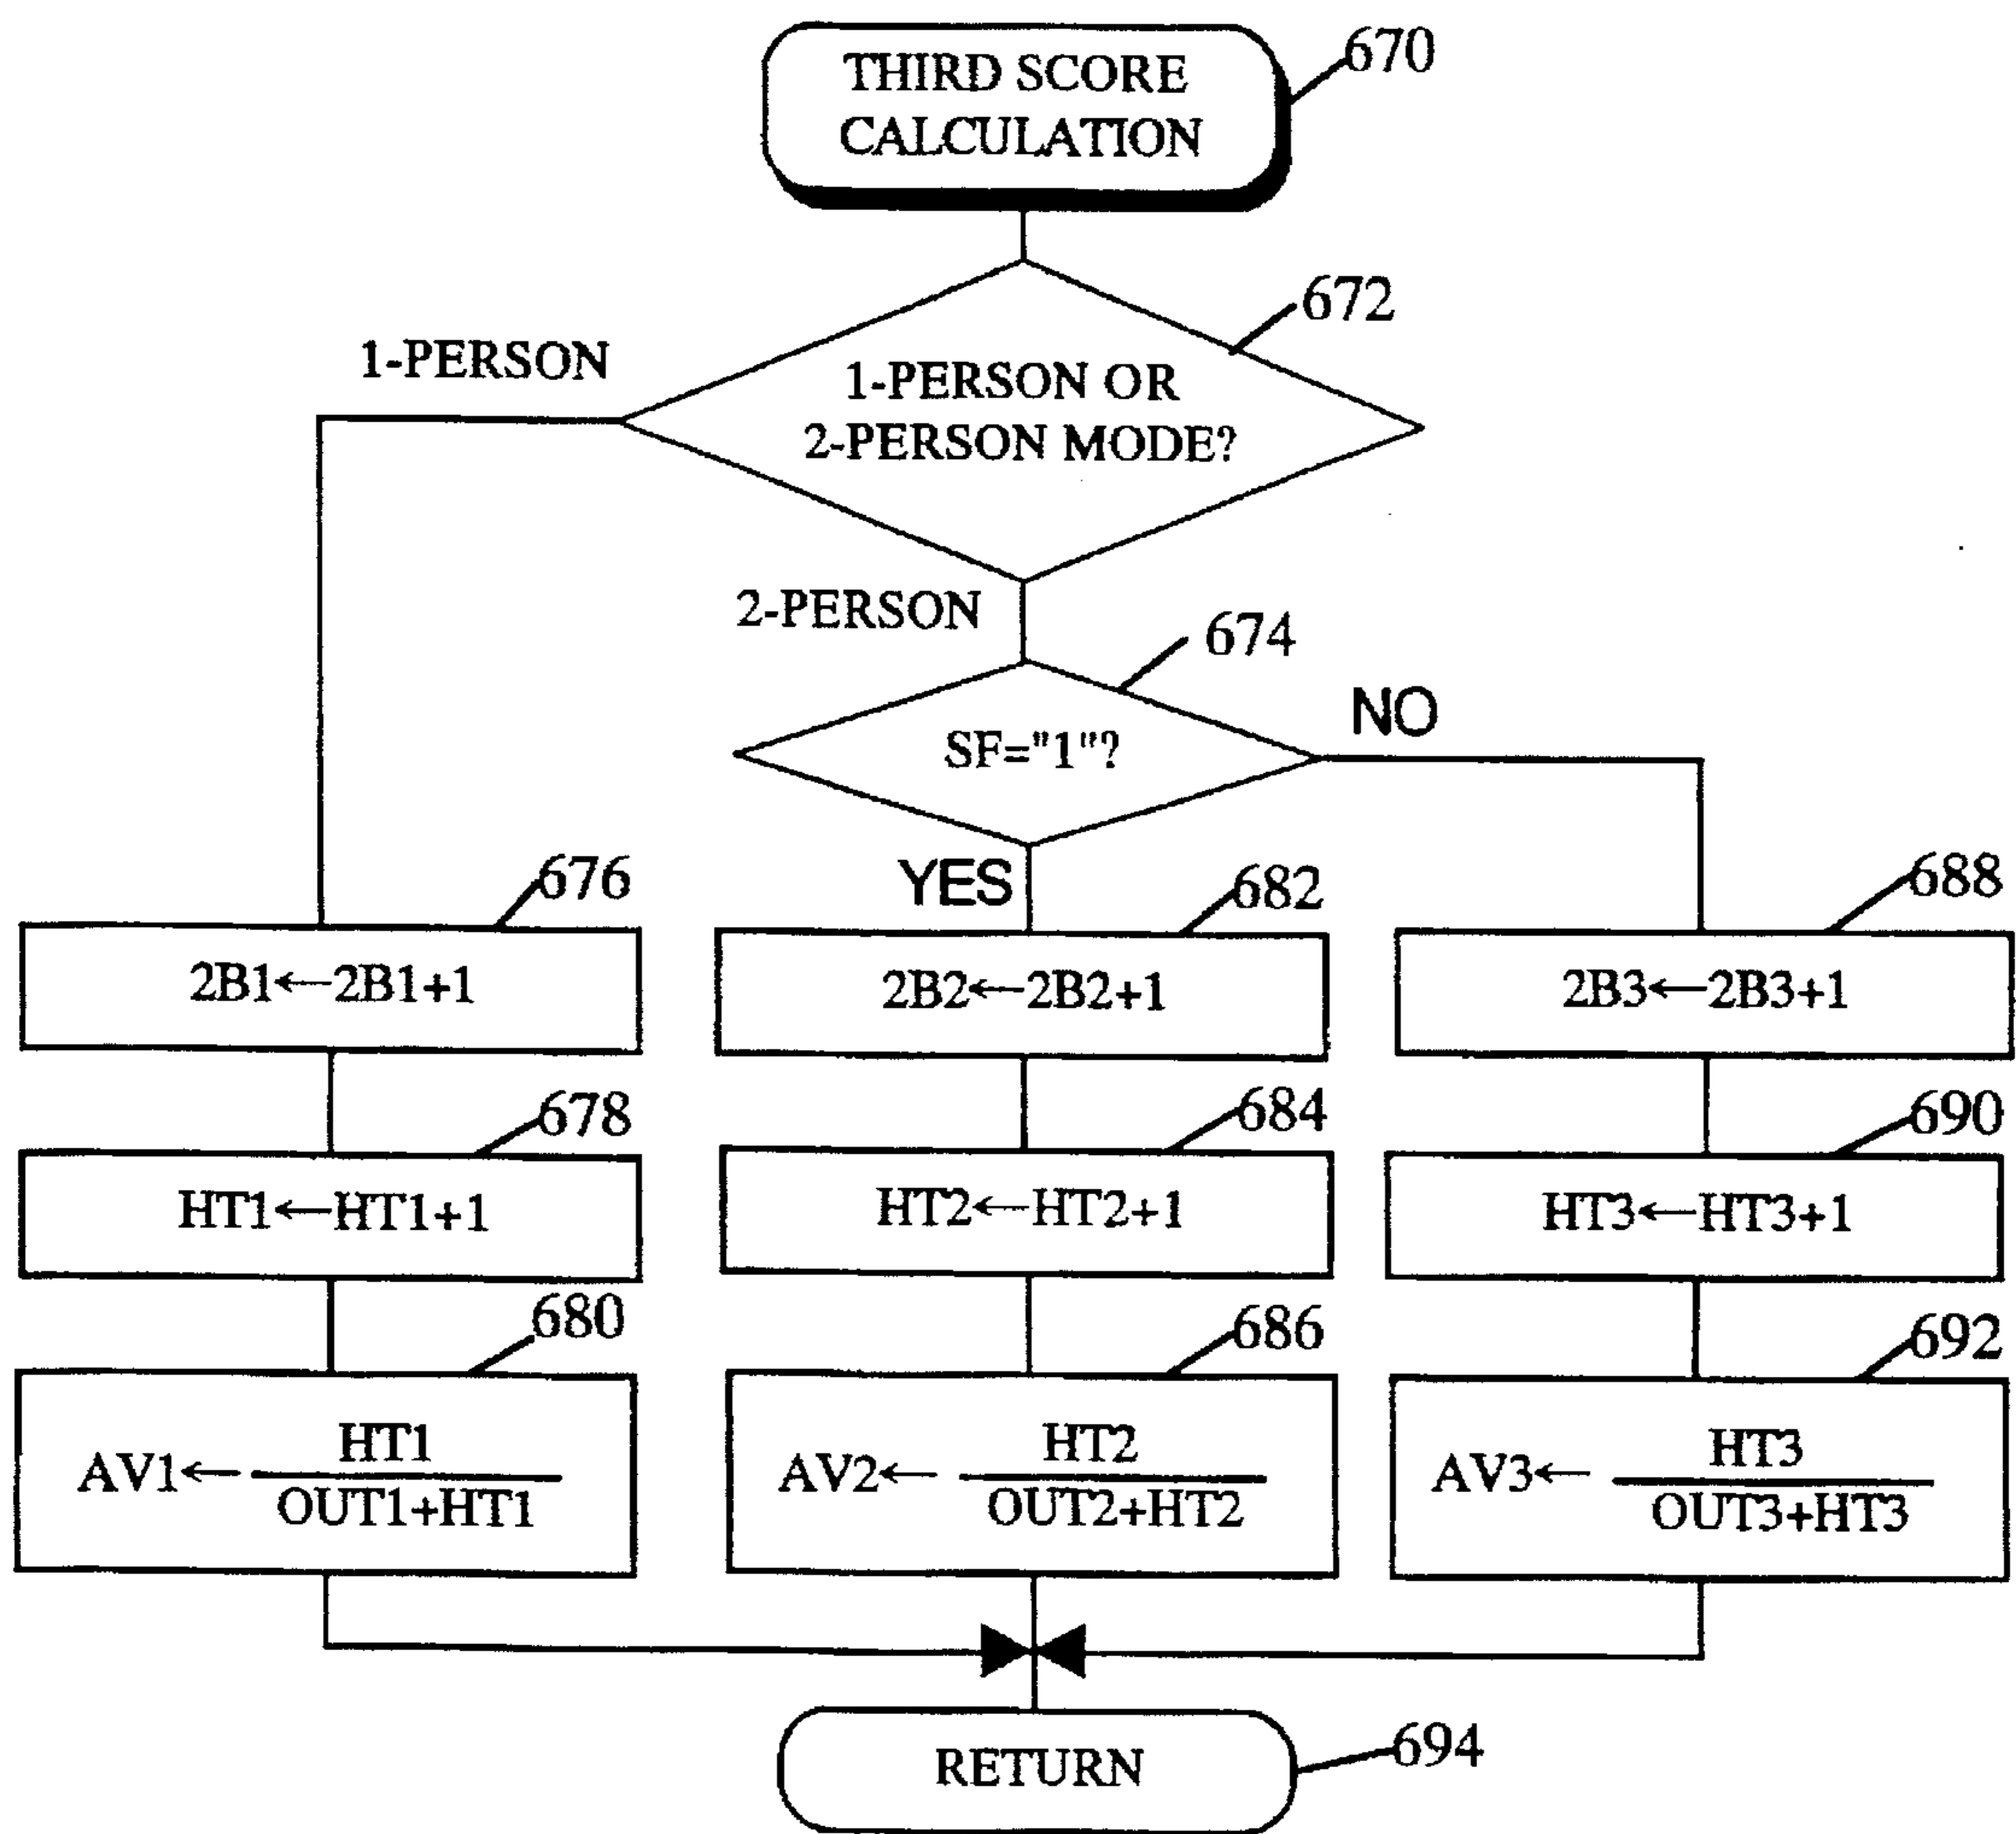 THIRD SCORE
CALCULATION
670
672
1-PERSON
1-PERSON OR
2-PERSON MODE?
2-PERSON
674
SF="1"?
NO
YES
676
682
688
2B1←2B1+1
2B2←2B2+1
2B3←2B3+1
678
684
690
HT1←HT1+1
HT2←HT2+1
HT3←HT3+1
680
686
692
AV1← HT1
OUT1+HT1
AV2← HT2
OUT2+HT2
AV3← HT3
OUT3+HT3
RETURN
694